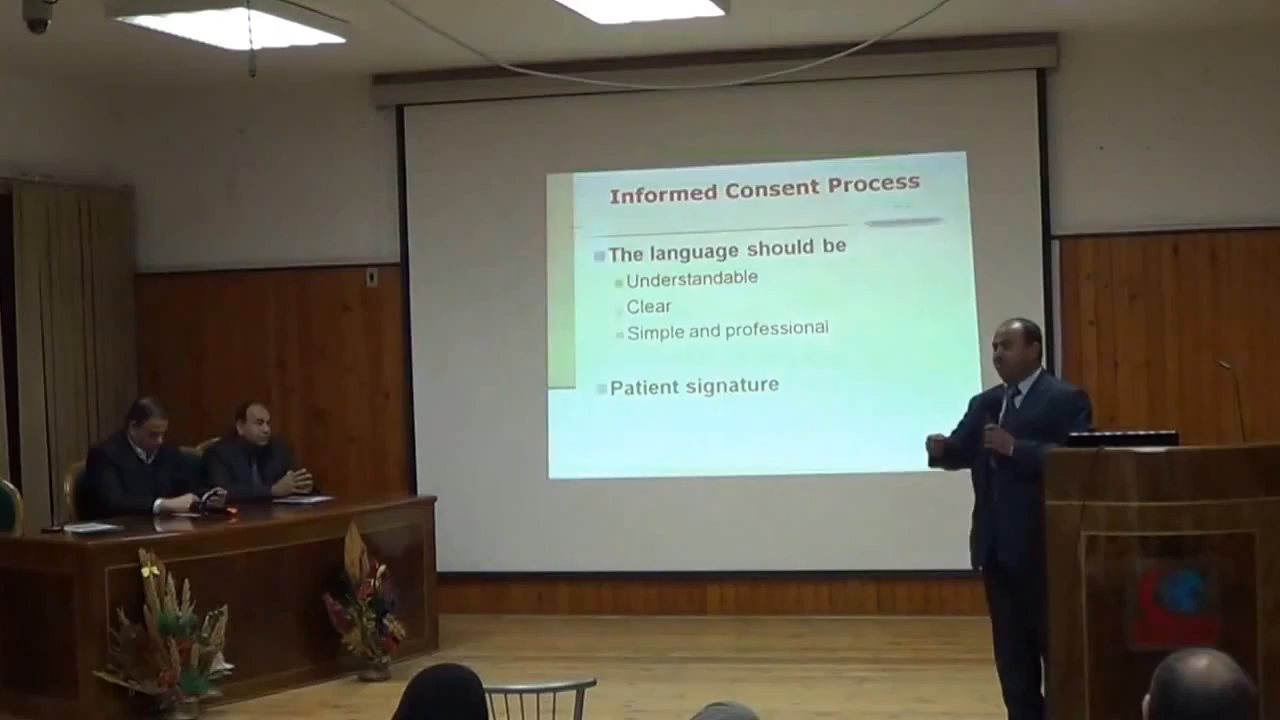 Informed Consent Process
The language should be
Understandable
Clear
Simple and professional
Patient signature